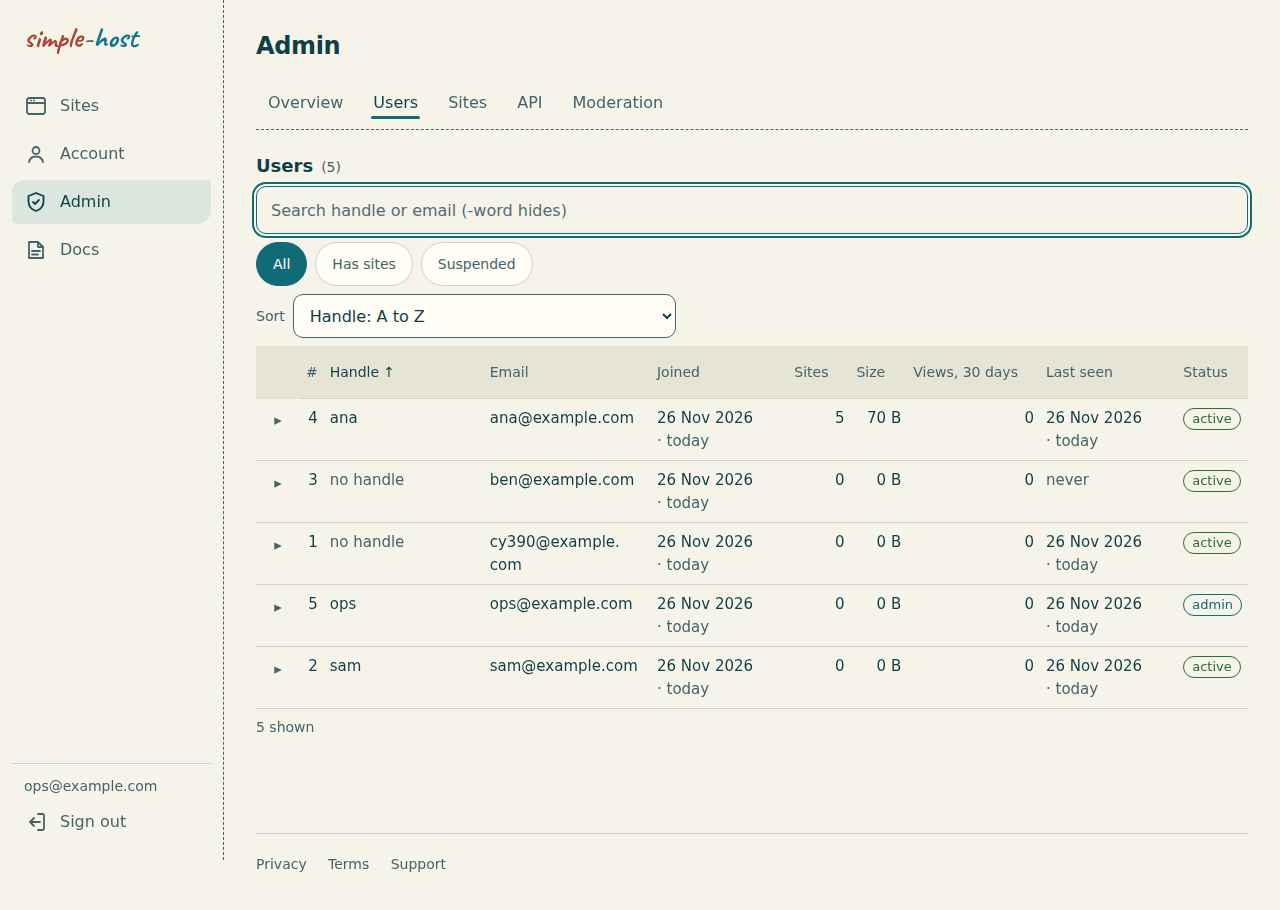 simple-host
Sites
Account
Admin
Docs
ops@example.com
Sign out
Admin
Overview Users Sites API Moderation
Users (5)
Search handle or email (-word hides)
All Has sites Suspended
Sort Handle: A to Z
# Handle ↑ Email Joined Sites Size Views, 30 days Last seen Status
▸ 4 ana ana@example.com 26 Nov 2026 5 70 B 0 26 Nov 2026 active
· today · today
▸ 3 no handle ben@example.com 26 Nov 2026 0 0 B 0 never active
· today
▸ 1 no handle cy390@example. 26 Nov 2026 0 0 B 0 26 Nov 2026 active
com · today · today
▸ 5 ops ops@example.com 26 Nov 2026 0 0 B 0 26 Nov 2026 admin
· today · today
▸ 2 sam sam@example.com 26 Nov 2026 0 0 B 0 26 Nov 2026 active
· today · today
5 shown
Privacy Terms Support